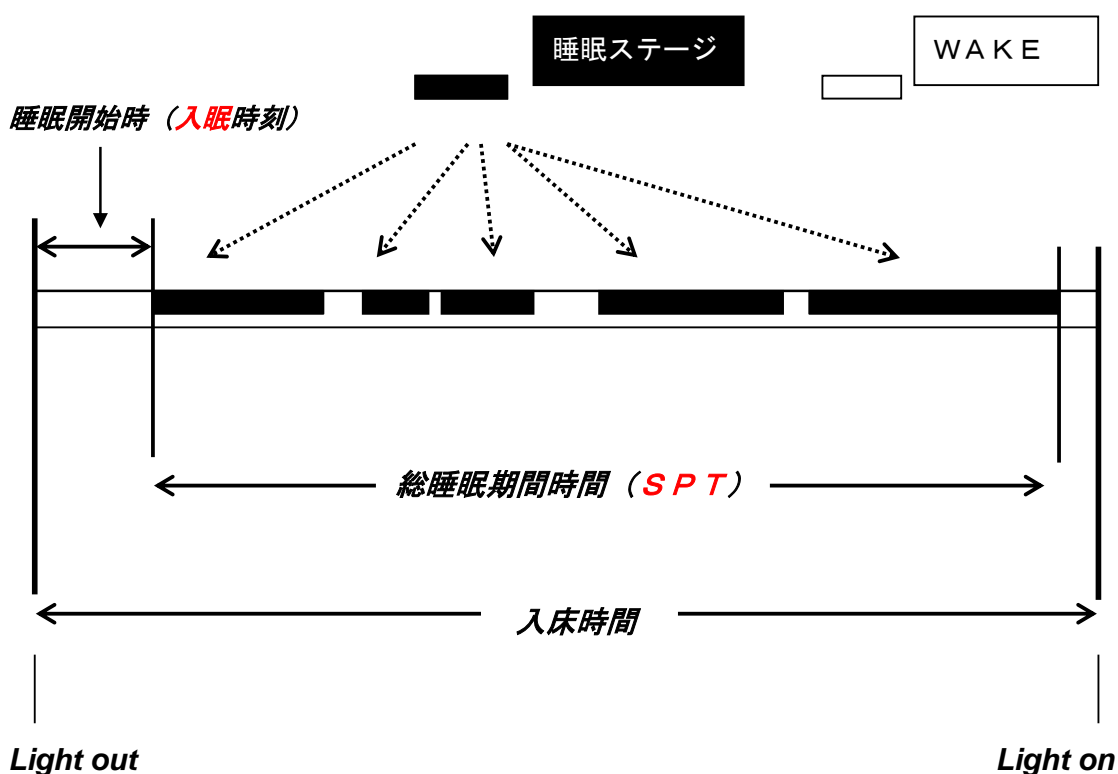 睡眠ステージ
ＷＡＫＥ
睡眠開始時（入眠時刻）
総睡眠期間時間（ＳＰＴ）
入床時間
Light out
Light on